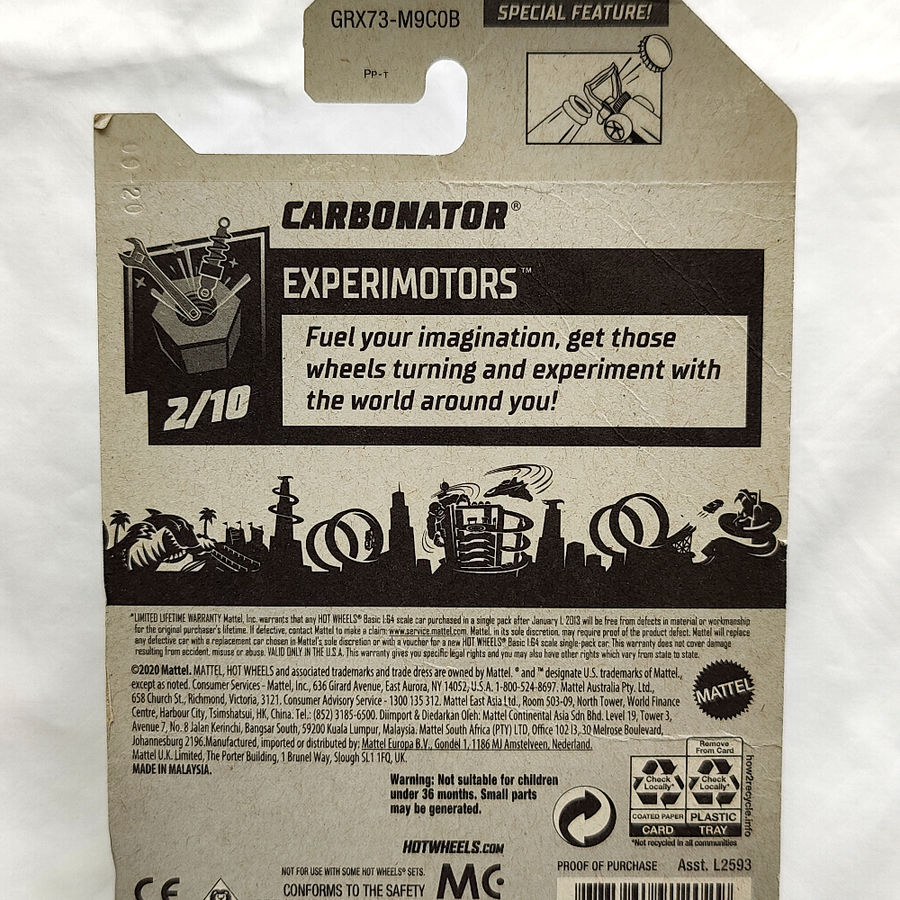 GRX73-M9C0B
SPECIAL FEATURE!
Pp-T
CARBONATOR®
EXPERIMOTORS™
Fuel your imagination, get those
wheels turning and experiment with
the world around you!
2/10
*LIMITED LIFETIME WARRANTY Mattel, Inc. warrants that any HOT WHEELS® Basic 1:64 scale car purchased in a single pack after January 1, 2013 will be free from defects in material or workmanship
for the original purchaser's lifetime. If defective, contact Mattel to make a claim: www.service.mattel.com. Mattel, in its sole discretion, may require proof of the product defect. Mattel will replace
any defective car with a replacement car chosen in Mattel's sole discretion or with a voucher for a new HOT WHEELS® Basic 1:64 scale single-pack car. This warranty does not cover damage
resulting from accident, misuse or abuse. VALID ONLY IN THE U.S.A. This warranty gives you specific legal rights and you may also have other rights which vary from state to state.
©2020 Mattel. MATTEL, HOT WHEELS and associated trademarks and trade dress are owned by Mattel. ® and ™ designate U.S. trademarks of Mattel,
except as noted. Consumer Services - Mattel, Inc., 636 Girard Avenue, East Aurora, NY 14052, U.S.A. 1-800-524-8697. Mattel Australia Pty. Ltd.,
658 Church St., Richmond, Victoria, 3121. Consumer Advisory Service - 1300 135 312. Mattel East Asia Ltd., Room 503-09, North Tower, World Finance
Centre, Harbour City, Tsimshatsui, HK, China. Tel.: (852) 3185-6500. Diimport & Diedarkan Oleh: Mattel Continental Asia Sdn Bhd. Level 19, Tower 3,
Avenue 7, No. 8 Jalan Kerinchi, Bangsar South, 59200 Kuala Lumpur, Malaysia. Mattel South Africa (PTY) LTD, Office 102 I3, 30 Melrose Boulevard,
Johannesburg 2196. Manufactured, imported or distributed by: Mattel Europa B.V., Gondel 1, 1186 MJ Amstelveen, Nederland.
Mattel U.K. Limited, The Porter Building, 1 Brunel Way, Slough SL1 1FQ, UK.
MADE IN MALAYSIA.
MATTEL
Warning: Not suitable for children
under 36 months. Small parts
may be generated.
Remove
From Card
Check
Locally*
Check
Locally*
COATED PAPER
PLASTIC
CARD
TRAY
*Not recycled in all communities
how2recycle.info
HOTWHEELS.COM
PROOF OF PURCHASE
Asst. L2593
CE
NOT FOR USE WITH SOME HOT WHEELS® SETS.
CONFORMS TO THE SAFETY
MC